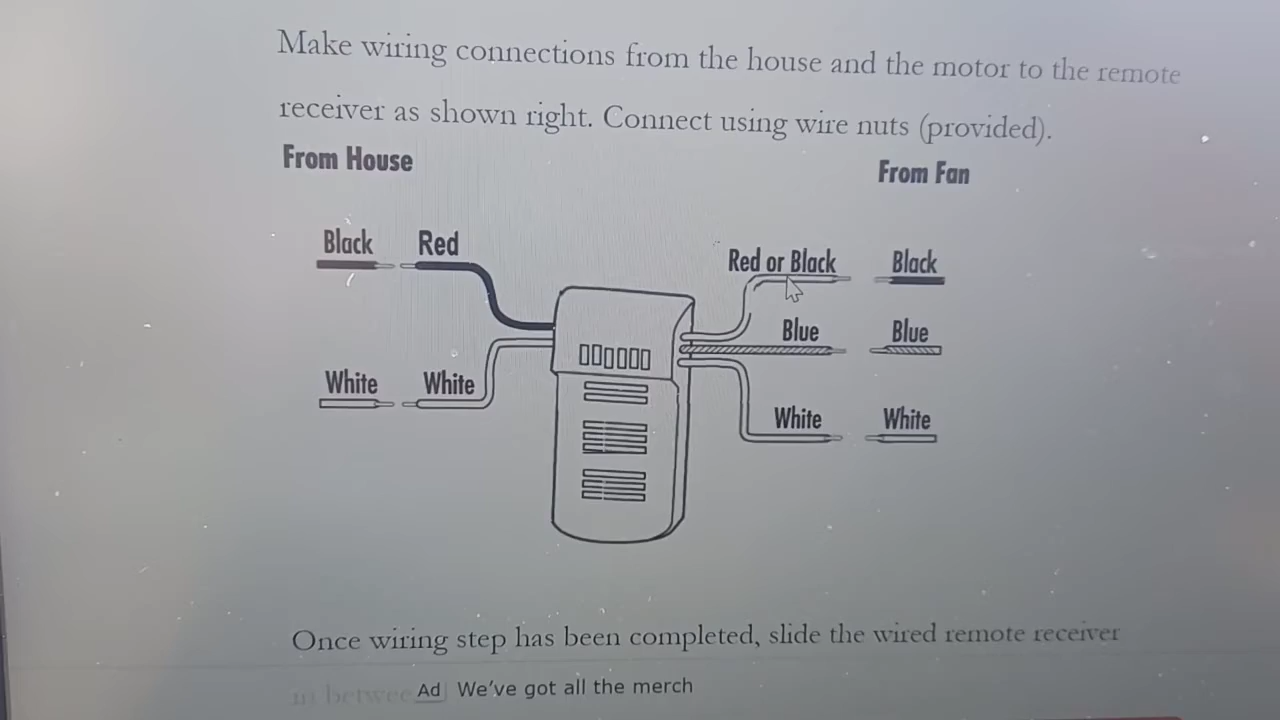 Make wiring connections from the house and the motor to the remote
receiver as shown right. Connect using wire nuts (provided).
From House
From Fan
Black Red
Red or Black Black
Blue Blue
White White
White White
Once wiring step has been completed, slide the wired remote receiver
in betwee
Ad We've got all the merch